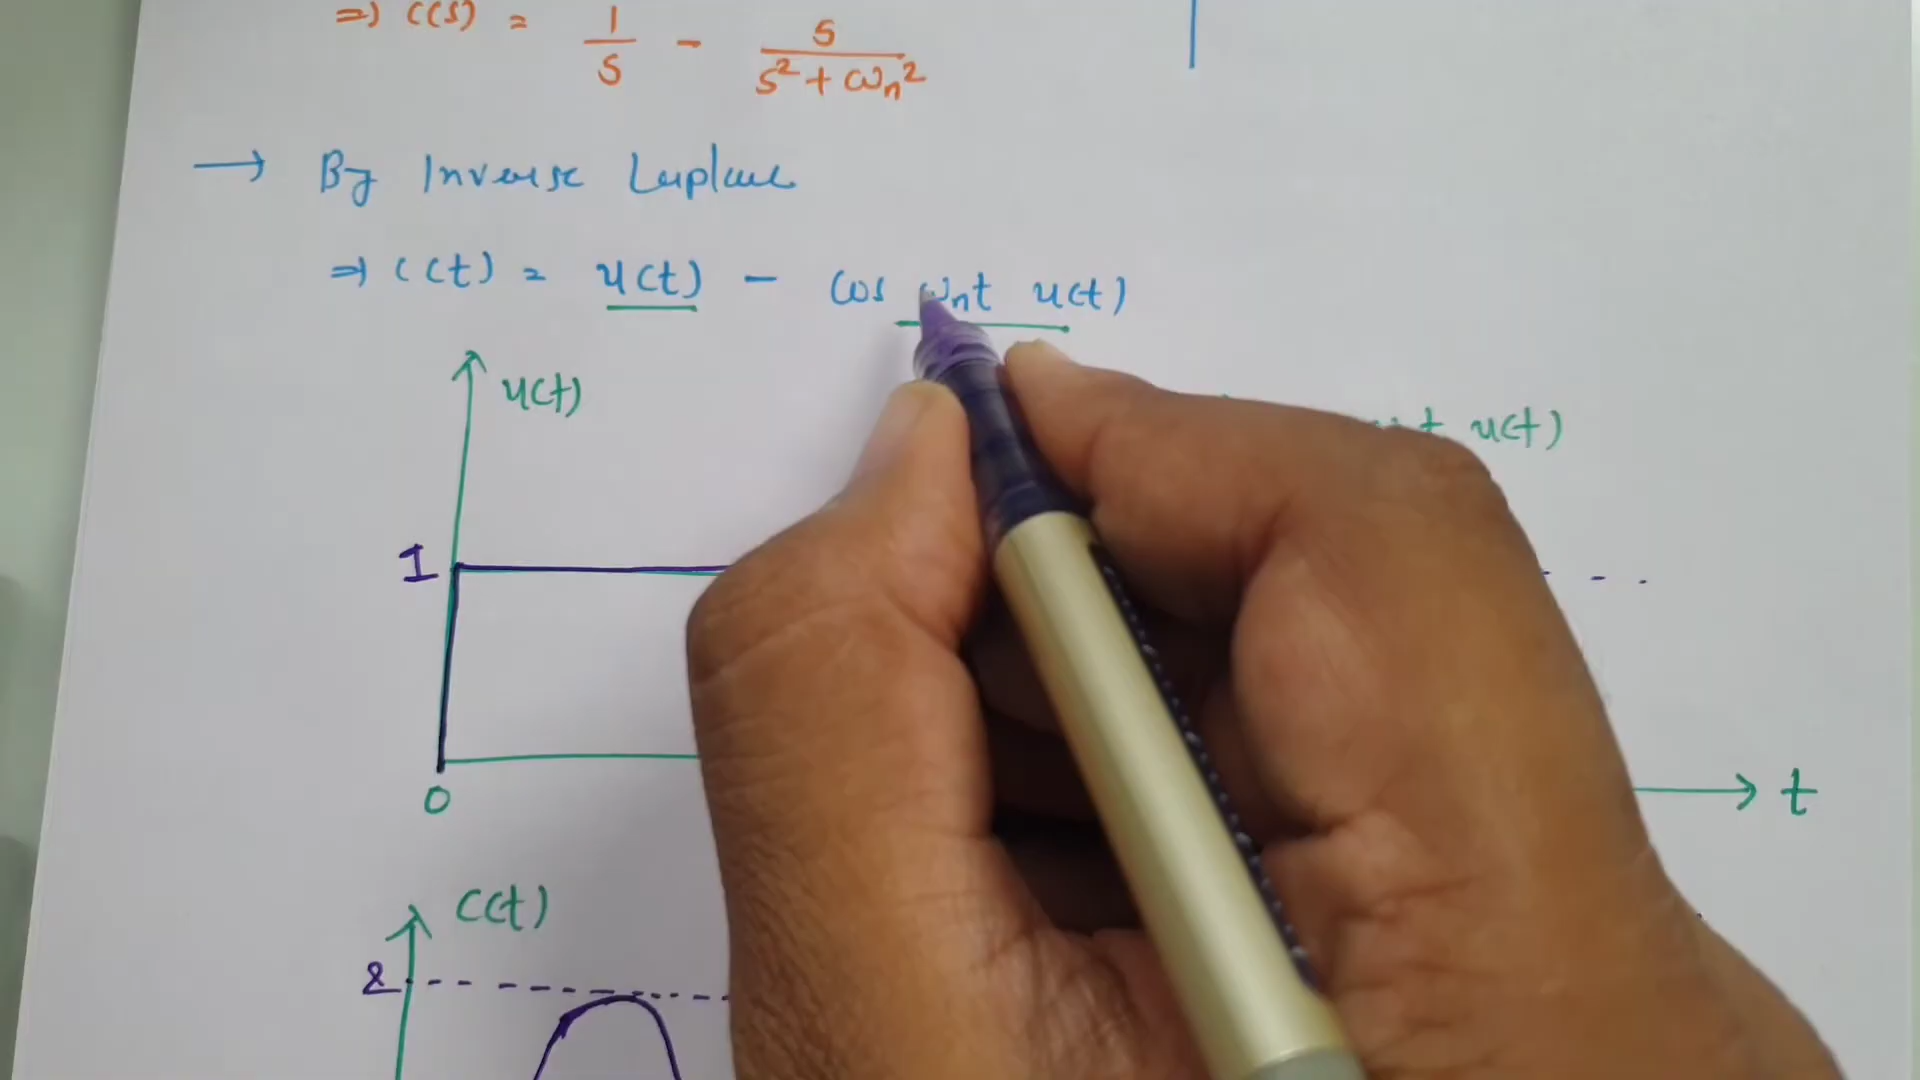 ⇒ C(s) = 1/s - s/(s² + ωn²)
→ By Inverse Laplace
⇒ C(t) = u(t) - cos ωnt u(t)
u(t)
t u(t)
1
0
t
C(t)
2